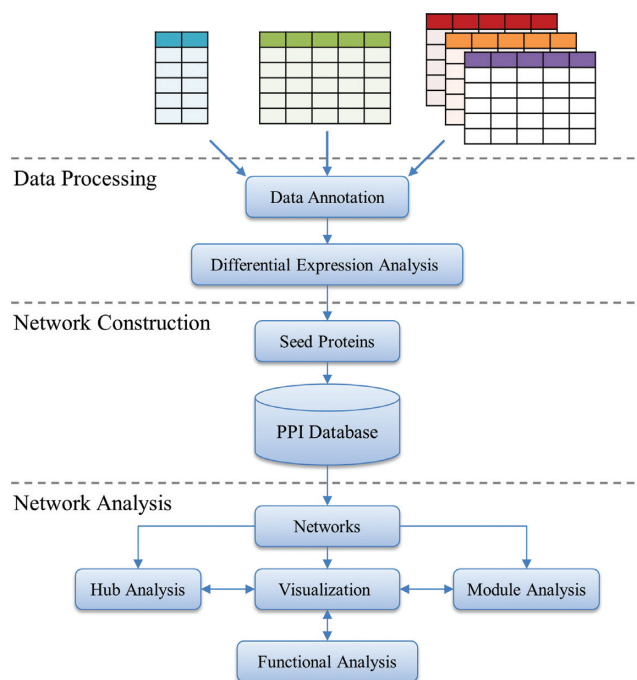 Data Processing
Data Annotation
Differential Expression Analysis
Network Construction
Seed Proteins
PPI Database
Network Analysis
Networks
Hub Analysis
Visualization
Module Analysis
Functional Analysis